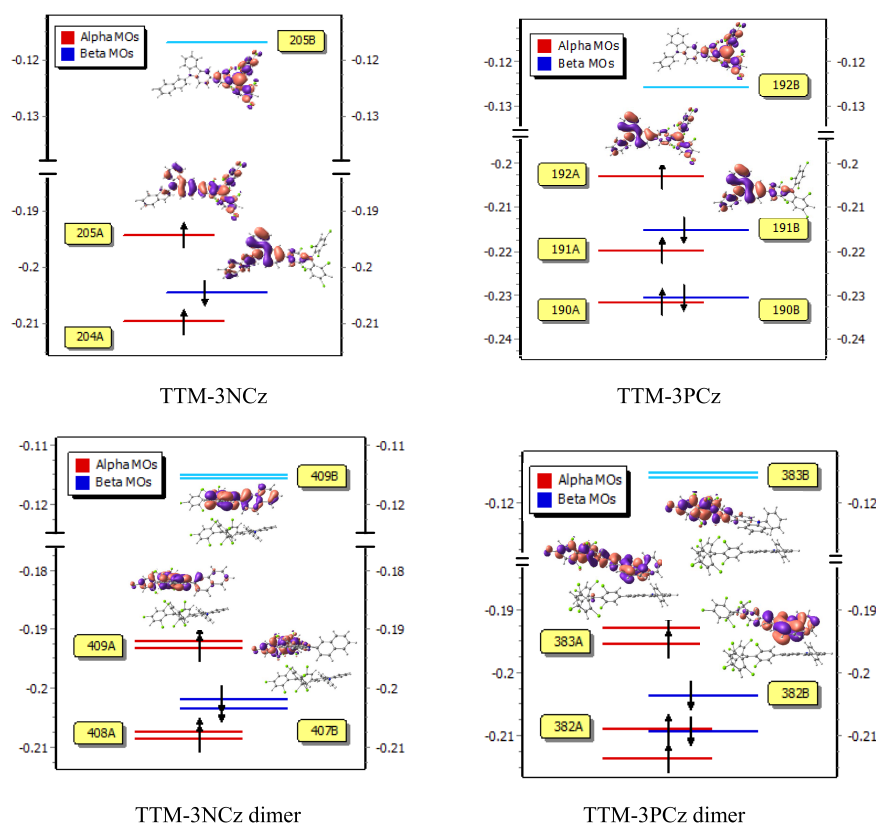 Alpha MOs
Beta MOs
205B
-0.12
-0.13
205A
-0.19
-0.2
204A
-0.21
-0.12
-0.13
-0.19
-0.2
-0.21
TTM-3NCz
Alpha MOs
Beta MOs
192B
-0.12
-0.13
192A
-0.2
-0.21
191B
191A
-0.22
-0.23
190A
190B
-0.24
-0.12
-0.13
-0.2
-0.21
-0.22
-0.23
-0.24
TTM-3PCz
-0.11
Alpha MOs
Beta MOs
409B
-0.12
-0.18
409A
-0.19
-0.2
408A
407B
-0.21
-0.11
-0.12
-0.18
-0.19
-0.2
-0.21
TTM-3NCz dimer
Alpha MOs
Beta MOs
383B
-0.12
-0.19
383A
-0.2
382B
382A
-0.21
-0.12
-0.19
-0.2
-0.21
TTM-3PCz dimer